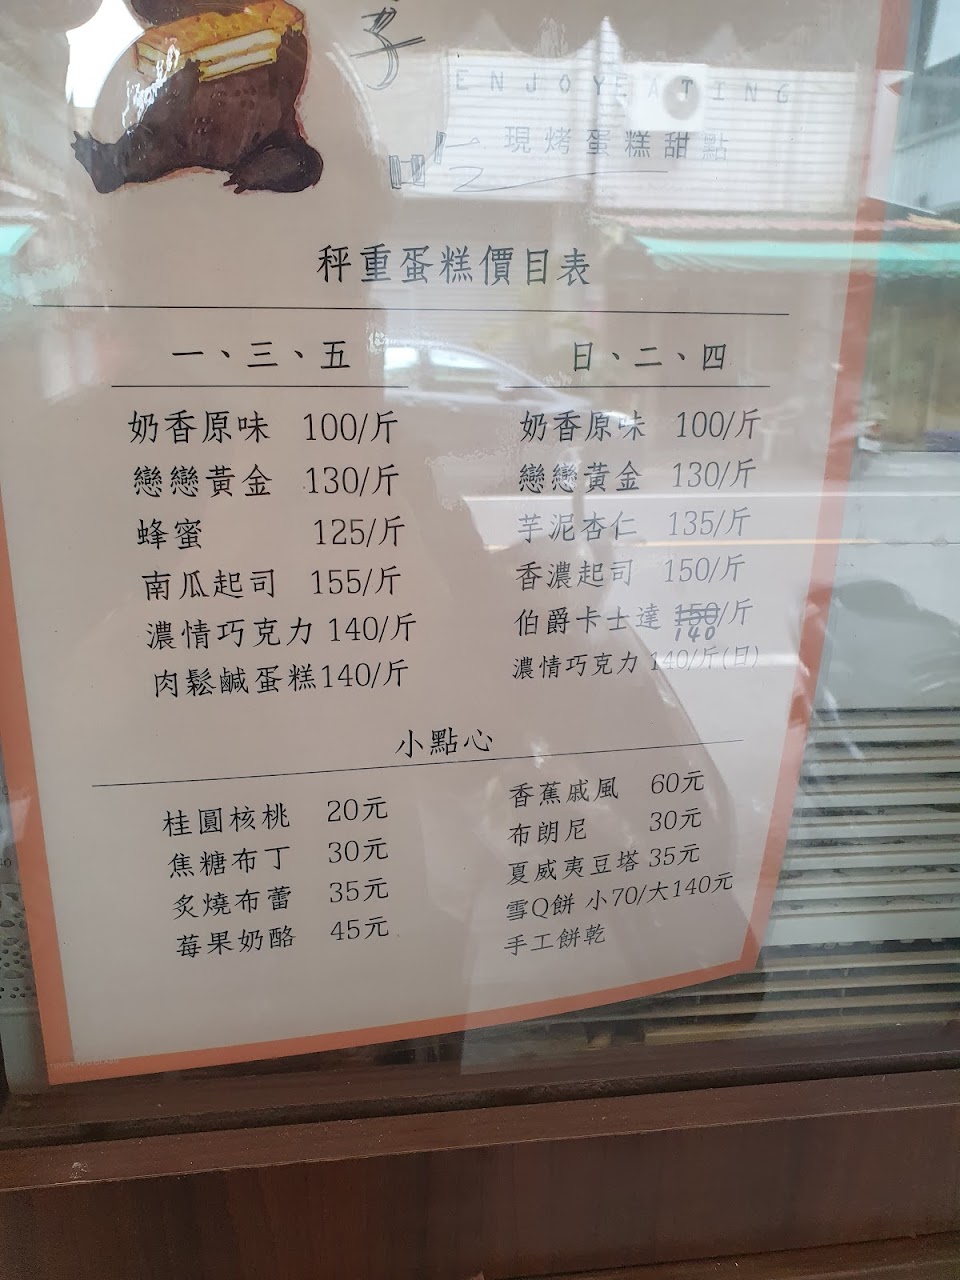 子
ENJOY EATING
現烤蛋糕甜點
秤重蛋糕價目表
一、三、五
奶香原味 100/斤
戀戀黃金 130/斤
蜂蜜 125/斤
南瓜起司 155/斤
濃情巧克力 140/斤
肉鬆鹹蛋糕 140/斤
日、二、四
奶香原味 100/斤
戀戀黃金 130/斤
芋泥杏仁 135/斤
香濃起司 150/斤
伯爵卡士達 150/斤
140
濃情巧克力 140/斤(日)
小點心
桂圓核桃 20元
焦糖布丁 30元
炙燒布蕾 35元
莓果奶酪 45元
香蕉戚風 60元
布朗尼 30元
夏威夷豆塔 35元
雪Q餅 小70/大140元
手工餅乾